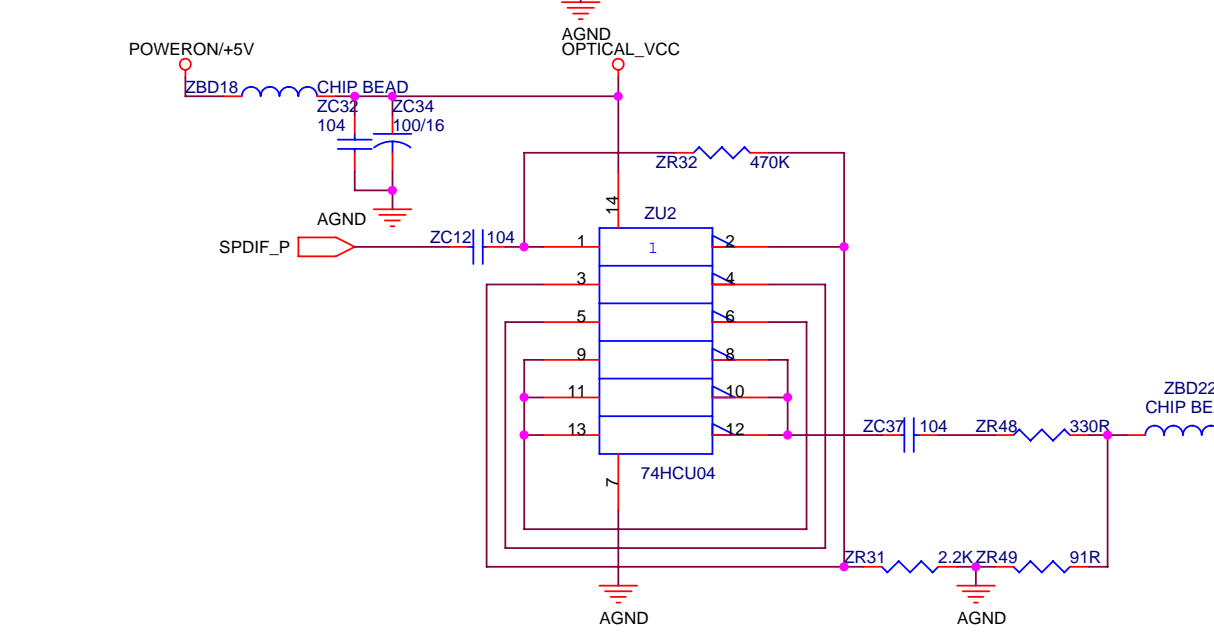 AGND
POWERON/+5V
OPTICAL_VCC
ZBD18
CHIP BEAD
ZC32
ZC34
104
100/16
ZR32
470K
14
AGND
ZU2
SPDIF_P
ZC12
104
1
1
2
3
4
5
6
9
8
11
10
13
12
ZBD22
CHIP BE
ZC37
104
ZR48
330R
7
74HCU04
ZR31
2.2K
ZR49
91R
AGND
AGND